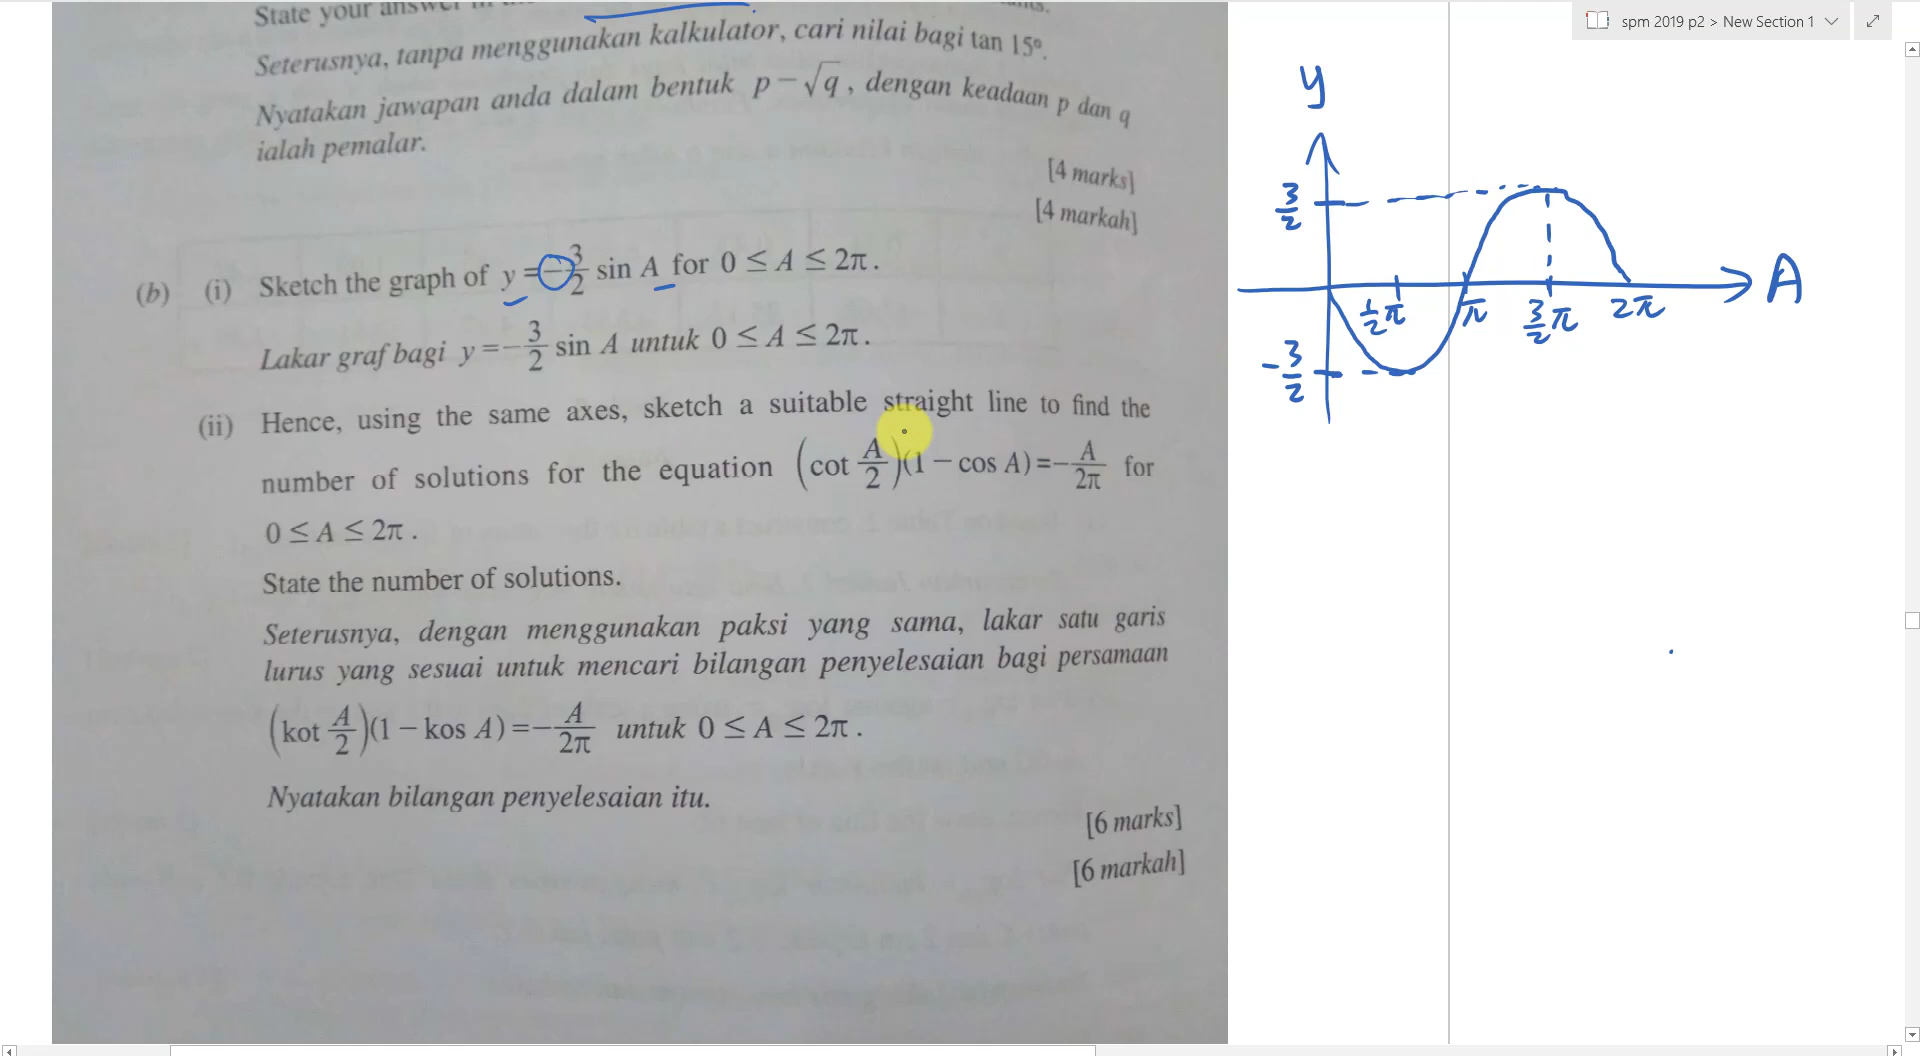 spm 2019 p2 > New Section 1
State your answer in
Seterusnya, tanpa menggunakan kalkulator, cari nilai bagi tan 15°.
Nyatakan jawapan anda dalam bentuk p − √q, dengan keadaan p dan q
ialah pemalar.
[4 marks]
[4 markah]
(b) (i) Sketch the graph of y = −3/2 sin A for 0 ≤ A ≤ 2π.
Lakar graf bagi y = −3/2 sin A untuk 0 ≤ A ≤ 2π.
(ii) Hence, using the same axes, sketch a suitable straight line to find the
number of solutions for the equation (cot A/2)(1 − cos A) = −A/2π for
0 ≤ A ≤ 2π.
State the number of solutions.
Seterusnya, dengan menggunakan paksi yang sama, lakar satu garis
lurus yang sesuai untuk mencari bilangan penyelesaian bagi persamaan
(kot A/2)(1 − kos A) = −A/2π untuk 0 ≤ A ≤ 2π.
Nyatakan bilangan penyelesaian itu.
[6 marks]
[6 markah]
y
3/2
A
1/2 π π 3/2 π 2π
−3/2